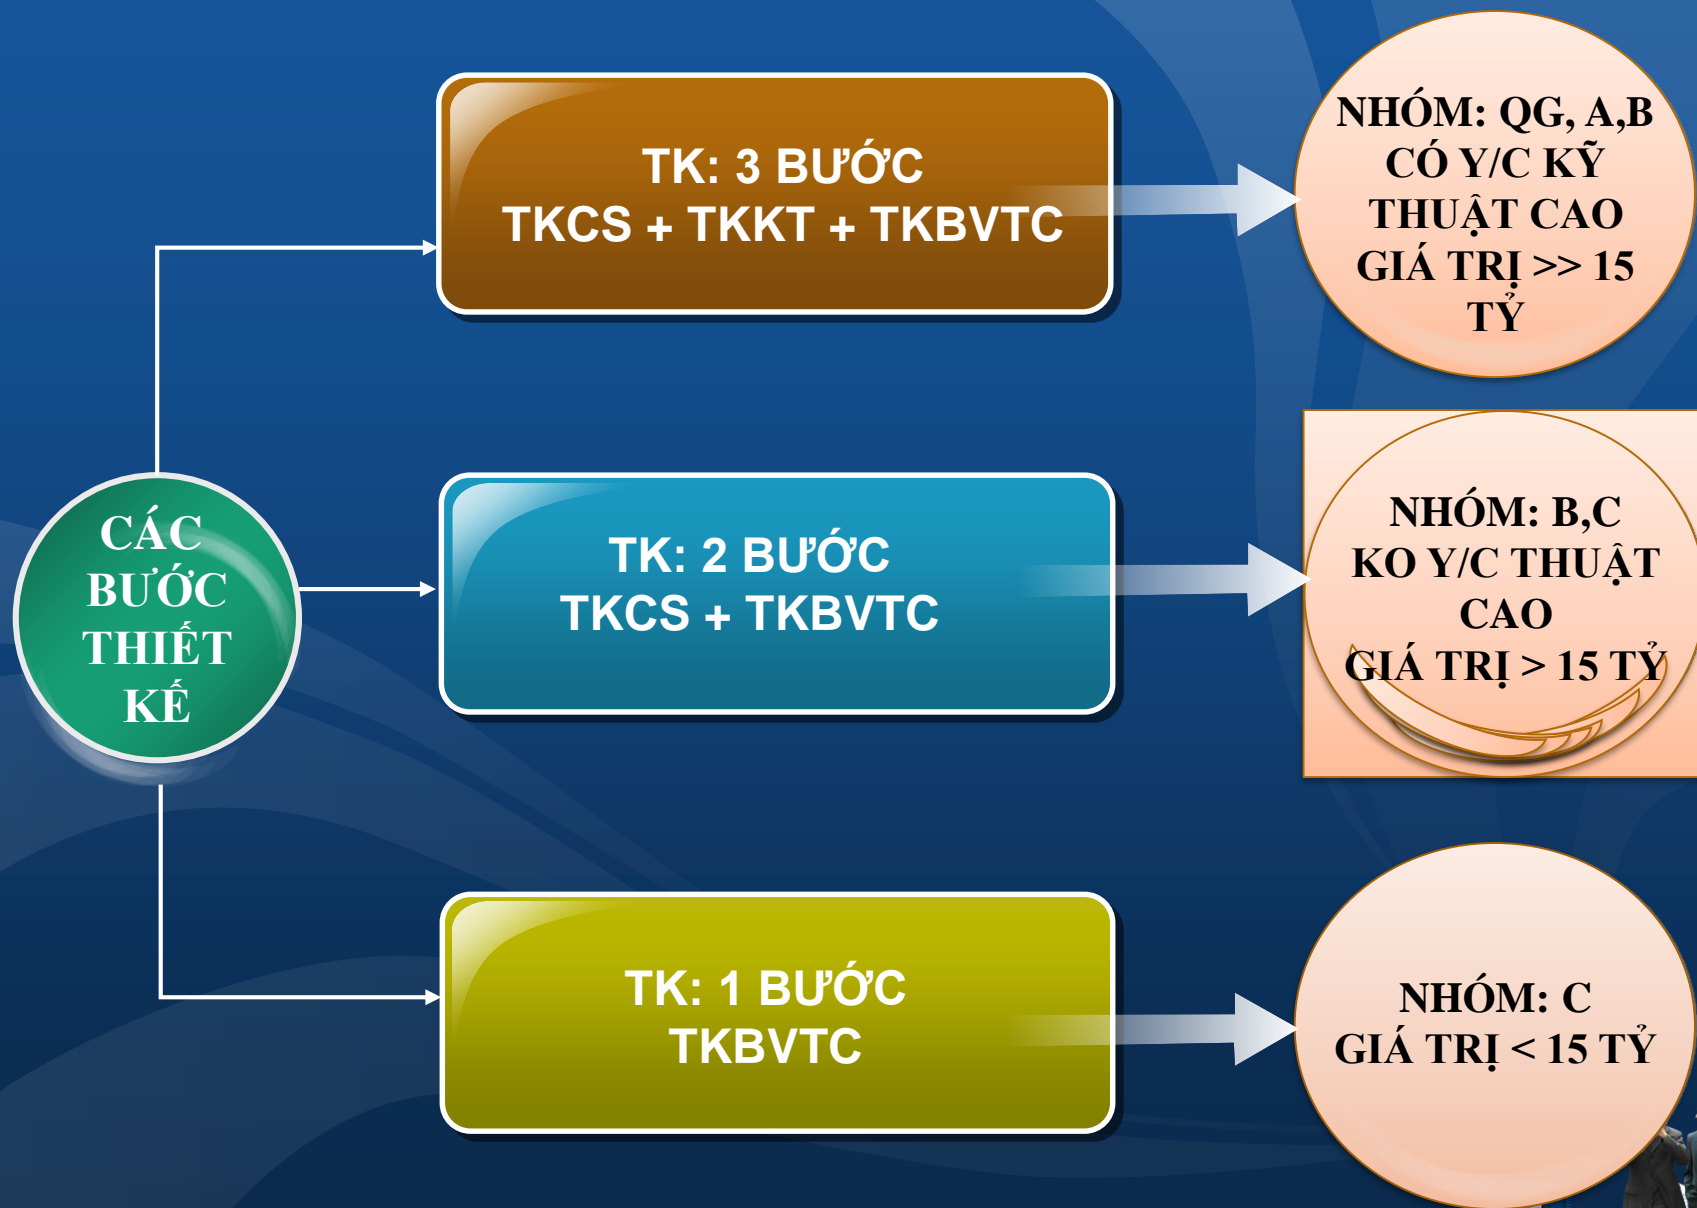 CÁC
BƯỚC
THIẾT
KẾ
TK: 3 BƯỚC
TKCS + TKKT + TKBVTC
NHÓM: QG, A,B
CÓ Y/C KỸ
THUẬT CAO
GIÁ TRỊ >> 15
TỶ
TK: 2 BƯỚC
TKCS + TKBVTC
NHÓM: B,C
KO Y/C THUẬT
CAO
GIÁ TRỊ > 15 TỶ
TK: 1 BƯỚC
TKBVTC
NHÓM: C
GIÁ TRỊ < 15 TỶ